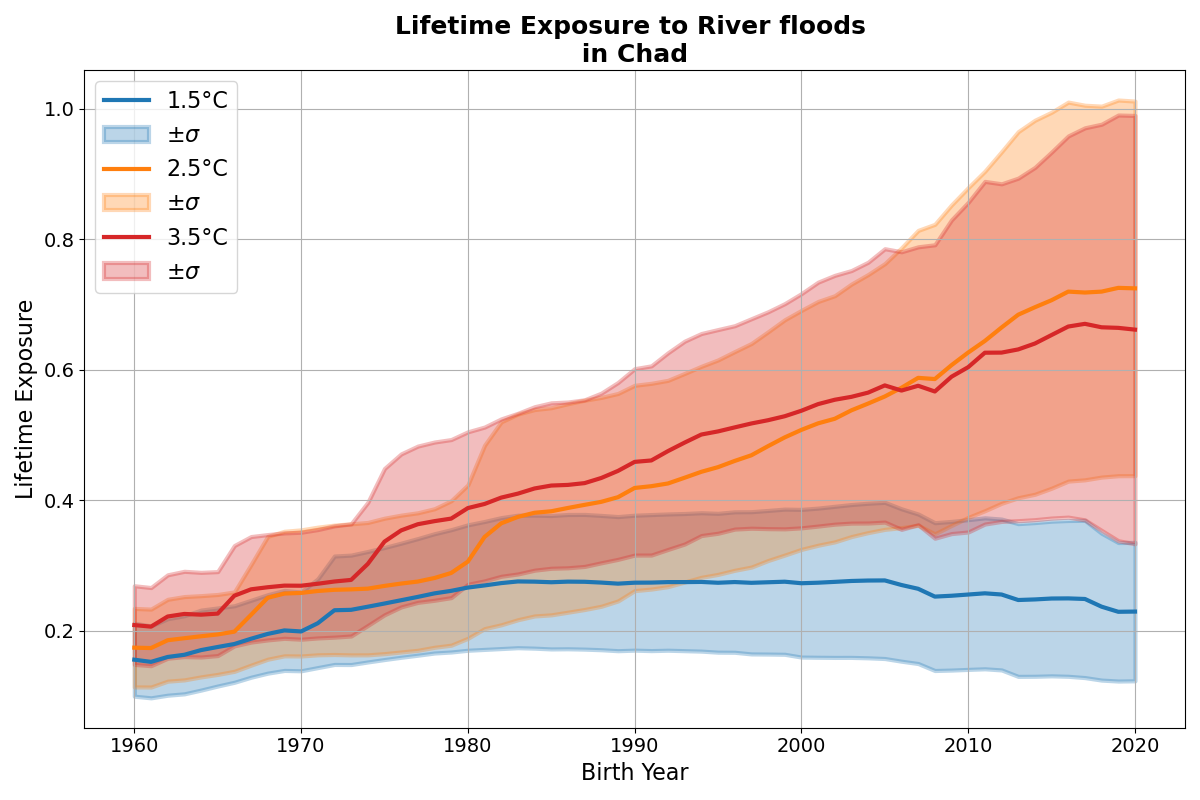 Lifetime Exposure to River floods
in Chad
1.5°C
±σ
2.5°C
±σ
3.5°C
±σ
Lifetime Exposure
1.0
0.8
0.6
0.4
0.2
1960
1970
1980
1990
2000
2010
2020
Birth Year